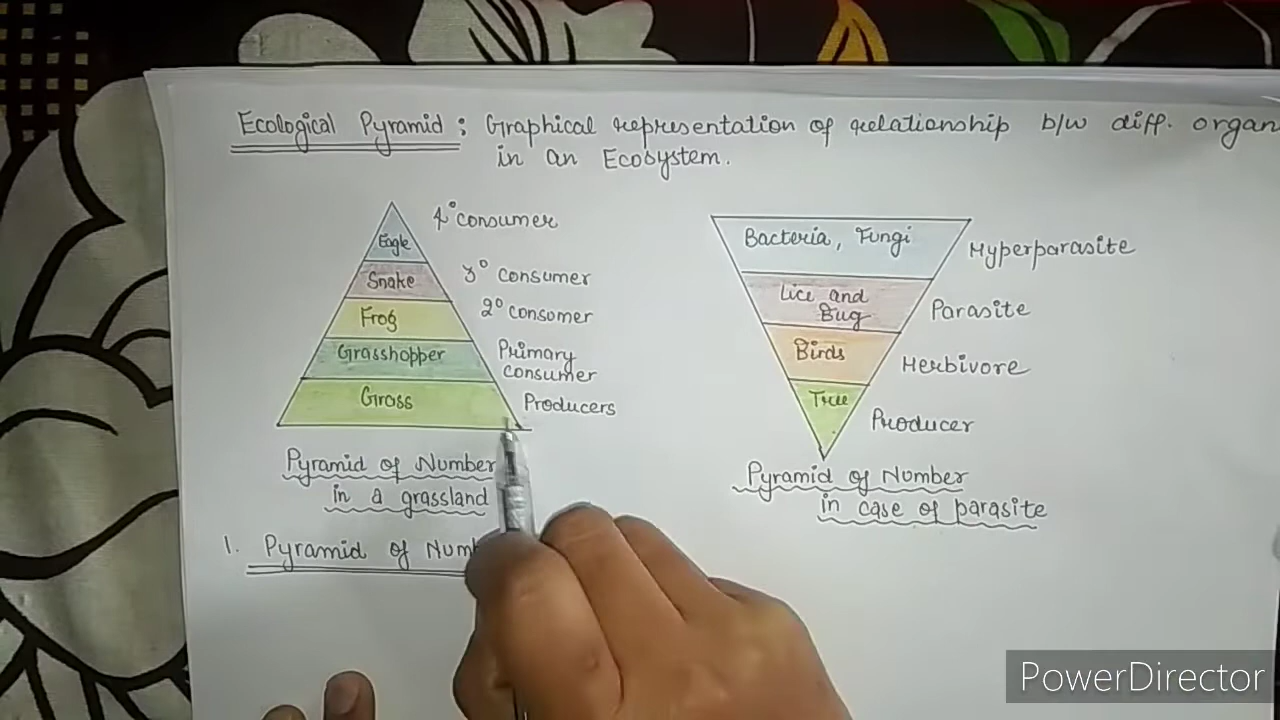 Ecological Pyramid : Graphical representation of relationship b/w diff. organ
in an Ecosystem.
Eagle
4° consumer
Snake
3° consumer
Frog
2° consumer
Grasshopper
Primary
consumer
Grass
Producers
Pyramid of Number
in a grassland
Bacteria, Fungi
Hyperparasite
Lice and
Bug
Parasite
Birds
Herbivore
Tree
Producer
Pyramid of Number
in case of parasite
1. Pyramid of Num
PowerDirector